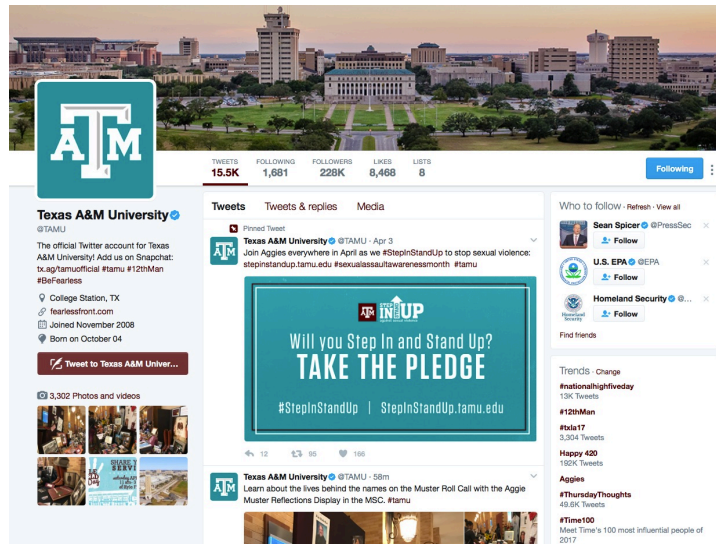 TWEETS
15.5K
FOLLOWING
1,681
FOLLOWERS
228K
LIKES
8,468
LISTS
8
Following
ATM
Texas A&M University
@TAMU
The official Twitter account for Texas
A&M University! Add us on Snapchat:
tx.ag/tamuofficial #tamu #12thMan
#BeFearless
College Station, TX
fearlessfront.com
Joined November 2008
Born on October 04
Tweet to Texas A&M Univer...
3,302 Photos and videos
SHARE
SERVI
Tweets
Tweets & replies
Media
Pinned Tweet
Texas A&M University @TAMU · Apr 3
Join Aggies everywhere in April as we #StepInStandUp to stop sexual violence:
stepinstandup.tamu.edu #sexualassaultawarenessmonth #tamu
ATM
STEP
IN
STAND
UP
Will you Step In and Stand Up?
TAKE THE PLEDGE
#StepInStandUp | StepInStandUp.tamu.edu
12
95
166
ATM
Texas A&M University @TAMU · 58m
Learn about the lives behind the names on the Muster Roll Call with the Aggie
Muster Reflections Display in the MSC. #tamu
Who to follow · Refresh · View all
Sean Spicer @PressSec
Follow
U.S. EPA @EPA
Follow
Homeland Security @...
Follow
Homeland
Security
Find friends
Trends · Change
#nationalhighfiveday
13K Tweets
#12thMan
#txla17
3,304 Tweets
Happy 420
192K Tweets
Aggies
#ThursdayThoughts
49.6K Tweets
#Time100
Meet Time's 100 most influential people of
2017